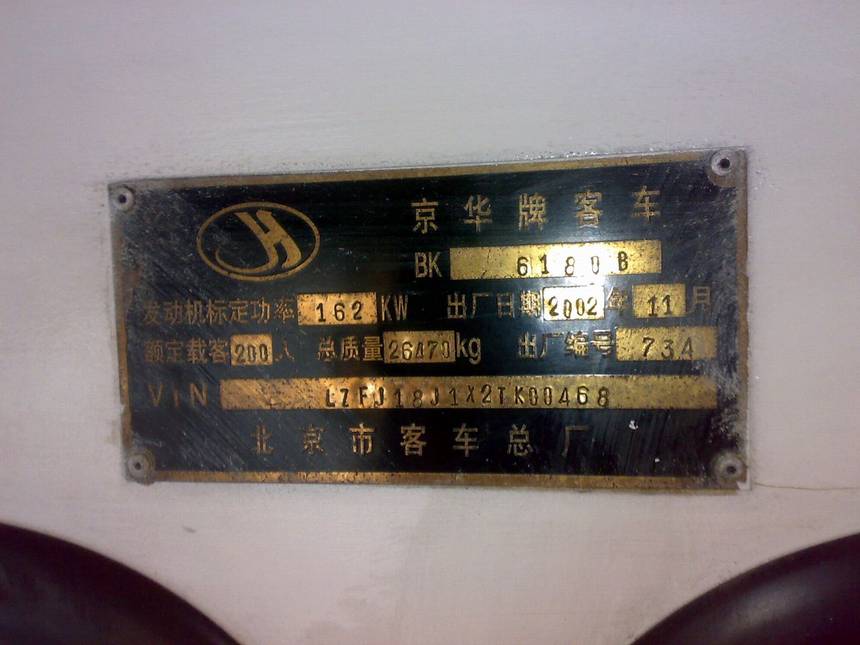 京华牌客车
BK 6180B
发动机标定功率 162 KW 出厂日期 2002 年 11 月
额定载客 200 人 总质量 26470 kg 出厂编号 734
VIN LZFJ18J1X2TK00468
北京市客车总厂